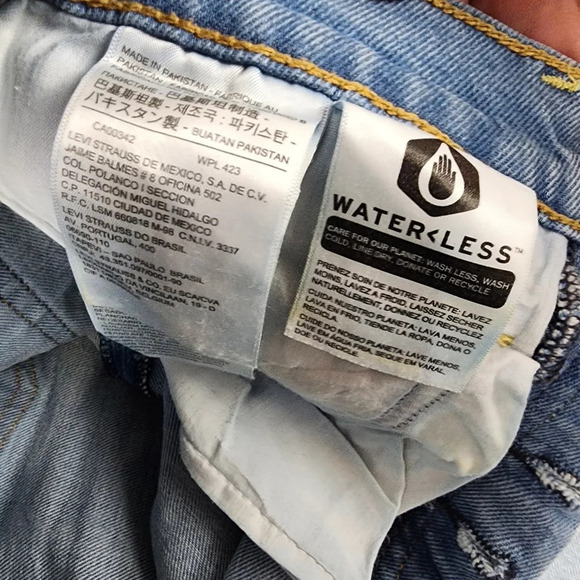 MADE IN PAKISTAN - FABRIQUÉ AU
PAKISTAN
巴基斯坦製 - 제조국 : 파키스탄 -
パキスタン製 - BUATAN PAKISTAN
CA00342 WPL 423
LEVI STRAUSS DE MEXICO, S.A. DE C.V.
JAIME BALMES # 8 OFICINA 502
COL. POLANCO I SECCION
DELEGACION MIGUEL HIDALGO
C.P. 11510 CIUDAD DE MEXICO
R.F.C. LSM 660818 M-98 C.N.I.V. 3237
LEVI STRAUSS DO BRASIL
AV. PORTUGAL, 400
ITAPEVI - SAO PAULO BRASIL
WATER<LESS™
CARE FOR OUR PLANET: WASH LESS, WASH
COLD, LINE DRY, DONATE OR RECYCLE
PRENEZ SOIN DE NOTRE PLANETE: LAVEZ
MOINS, LAVEZ A FROID, LAISSEZ SECHER
NATURELLEMENT, DONNEZ OU RECYCLEZ
CUIDA NUESTRO PLANETA: LAVA MENOS,
LAVA EN FRIO, TIENDE LA ROPA, DONA O
RECICLA
CUIDE DO NOSSO PLANETA: LAVE MENOS,
LAVE EM ÁGUA FRIA, SEQUE EM VARAL,
DOE OU RECICLE.